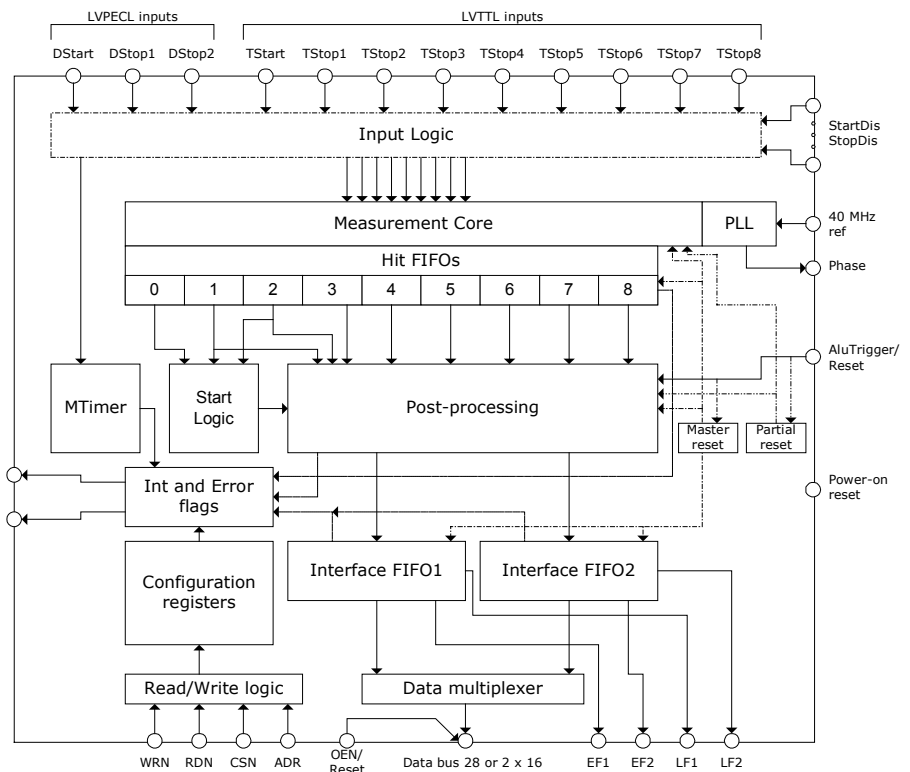 LVPECL inputs LVTTL inputs
DStart DStop1 DStop2 TStart TStop1 TStop2 TStop3 TStop4 TStop5 TStop6 TStop7 TStop8
Input Logic
StartDis
StopDis
Measurement Core PLL
40 MHz
ref
Hit FIFOs
Phase
0 1 2 3 4 5 6 7 8
AluTrigger/
Reset
MTimer
Start
Logic
Post-processing
Master
reset
Partial
reset
Int and Error
flags
Power-on
reset
Configuration
registers
Interface FIFO1 Interface FIFO2
Read/Write logic Data multiplexer
WRN RDN CSN ADR OEN/
Reset
Data bus 28 or 2 x 16 EF1 EF2 LF1 LF2